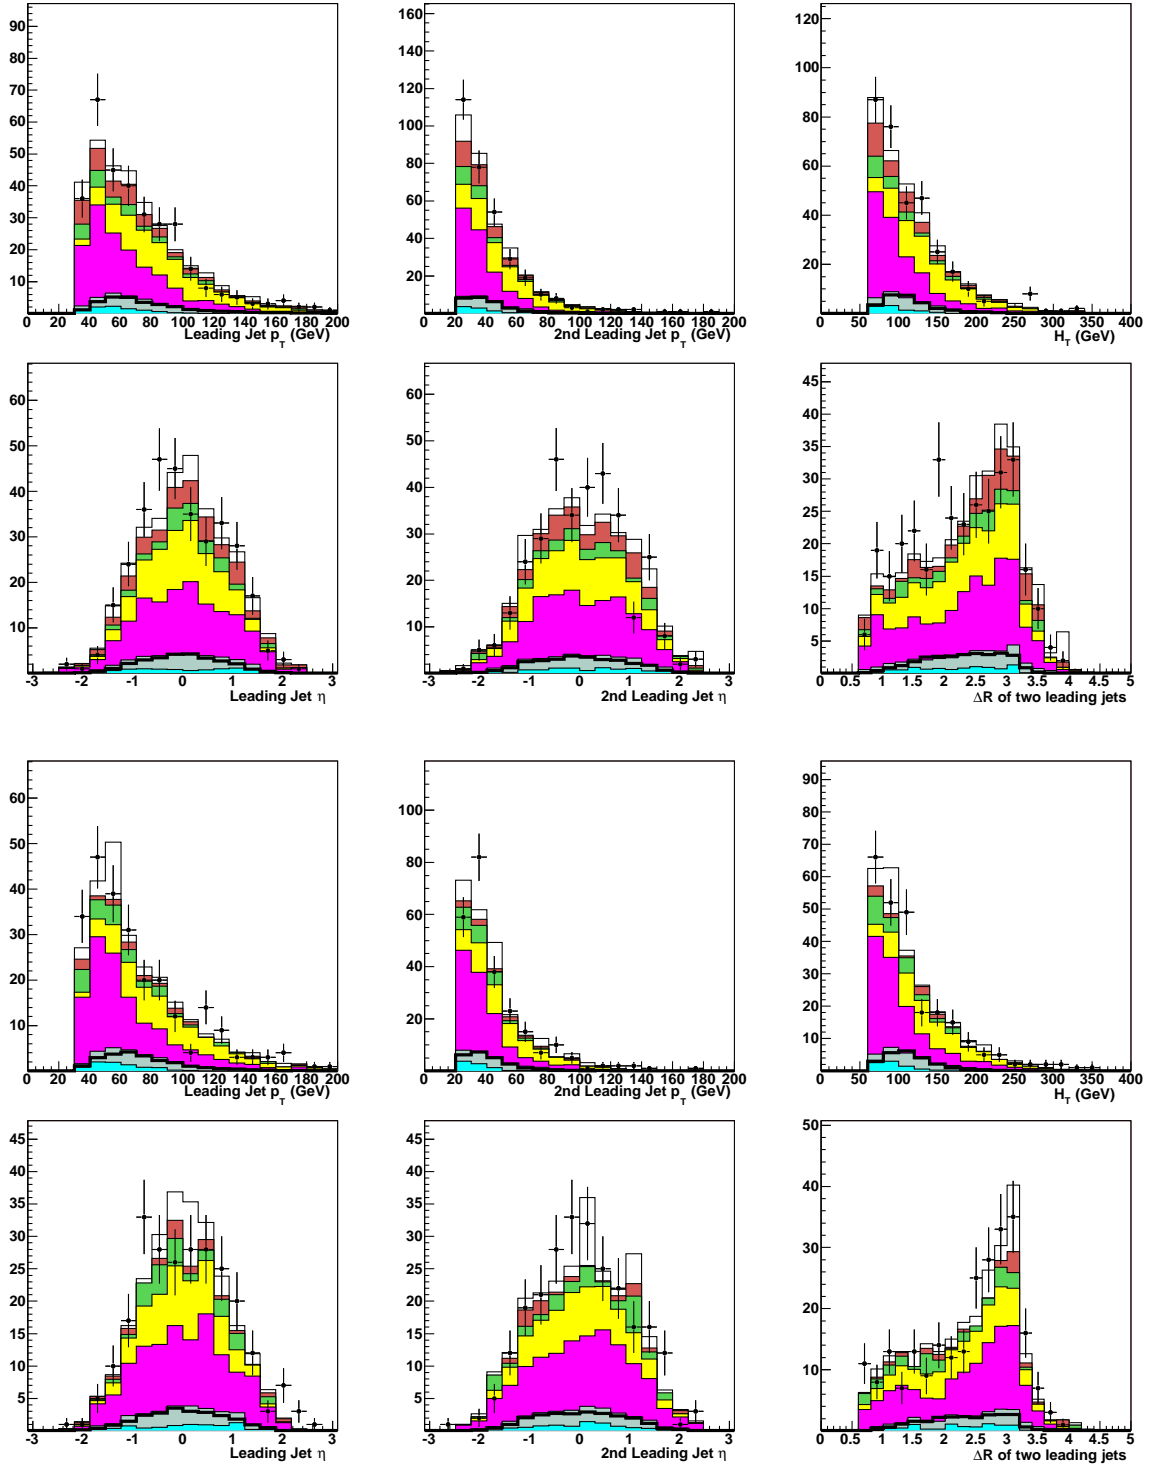 90 80 70 60 50 40 30 20 10
0 20 40 60 80 100 120 140 160 180 200
Leading Jet p_T (GeV)
160 140 120 100 80 60 40 20
0 20 40 60 80 100 120 140 160 180 200
2nd Leading Jet p_T (GeV)
120 100 80 60 40 20
0 50 100 150 200 250 300 350 400
H_T (GeV)
60 50 40 30 20 10
-3 -2 -1 0 1 2 3
Leading Jet η
60 50 40 30 20 10
-3 -2 -1 0 1 2 3
2nd Leading Jet η
45 40 35 30 25 20 15 10 5
0 0.5 1 1.5 2 2.5 3 3.5 4 4.5 5
ΔR of two leading jets
60 50 40 30 20 10
0 20 40 60 80 100 120 140 160 180 200
Leading Jet p_T (GeV)
100 80 60 40 20
0 20 40 60 80 100 120 140 160 180 200
2nd Leading Jet p_T (GeV)
90 80 70 60 50 40 30 20 10
0 50 100 150 200 250 300 350 400
H_T (GeV)
45 40 35 30 25 20 15 10 5
-3 -2 -1 0 1 2 3
Leading Jet η
45 40 35 30 25 20 15 10 5
-3 -2 -1 0 1 2 3
2nd Leading Jet η
50 40 30 20 10
0 0.5 1 1.5 2 2.5 3 3.5 4 4.5 5
ΔR of two leading jets